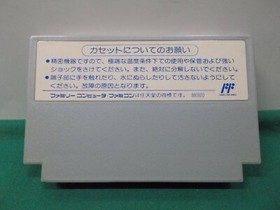 カセットについてのお願い
●精密機器ですので、極端な温度条件下での使用や保管および強い
ショックをさけてください。また、絶対に分解しないでください。
●端子部に手を触れたり、水にぬらしたりして汚さないようにして
ください。故障の原因となります。
ファミリーコンピュータ ファミコンは任天堂の商標です。